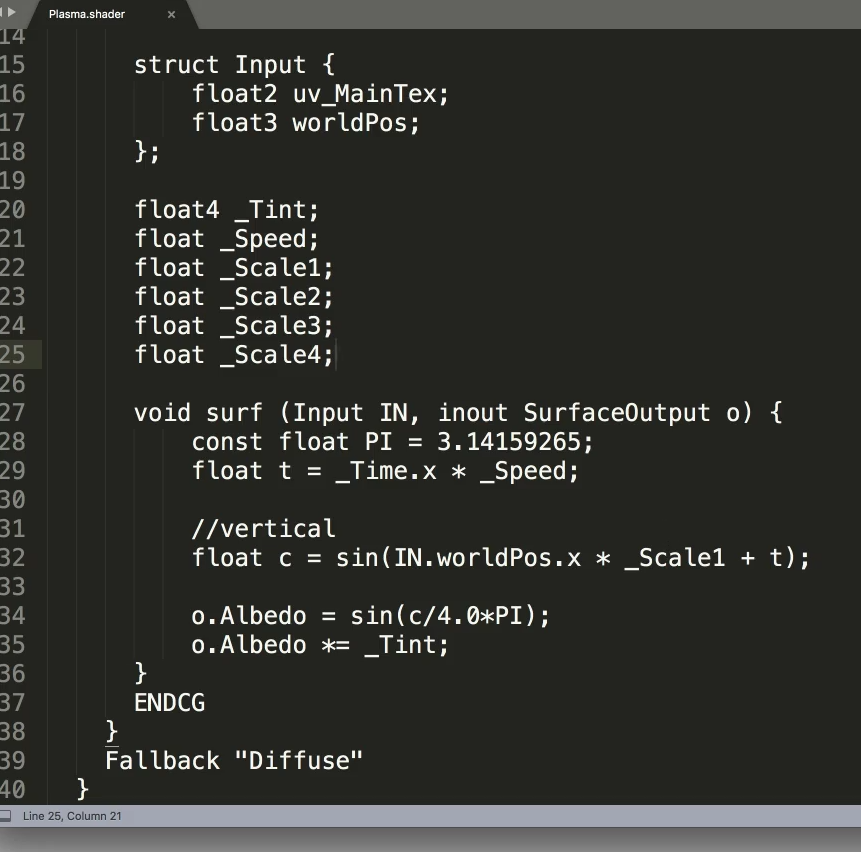 Plasma.shader ×
14
15 struct Input {
16 float2 uv_MainTex;
17 float3 worldPos;
18 };
19
20 float4 _Tint;
21 float _Speed;
22 float _Scale1;
23 float _Scale2;
24 float _Scale3;
25 float _Scale4;
26
27 void surf (Input IN, inout SurfaceOutput o) {
28 const float PI = 3.14159265;
29 float t = _Time.x * _Speed;
30
31 //vertical
32 float c = sin(IN.worldPos.x * _Scale1 + t);
33
34 o.Albedo = sin(c/4.0*PI);
35 o.Albedo *= _Tint;
36 }
37 ENDCG
38 }
39 Fallback "Diffuse"
40 }
Line 25, Column 21